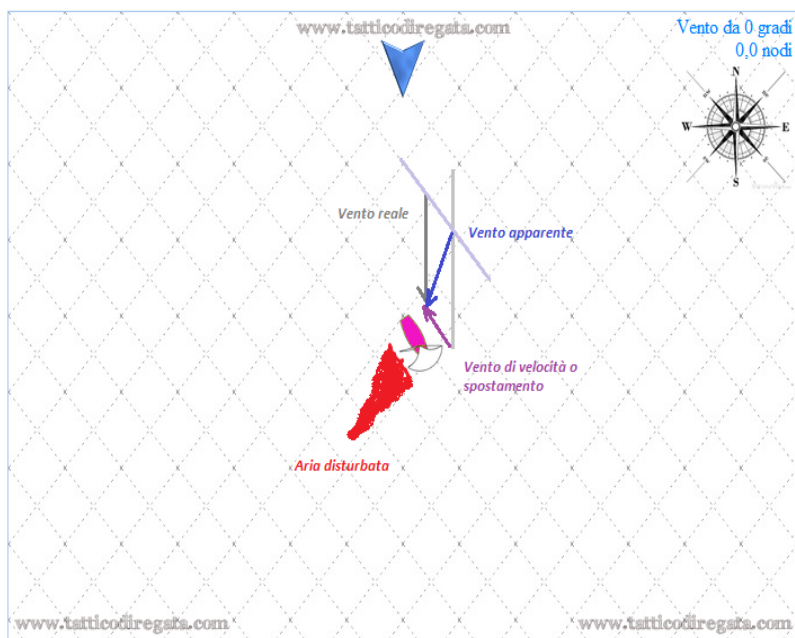 www.tatticodiregata.com
Vento da 0 gradi
0,0 nodi
N
W
E
S
Vento reale
Vento apparente
Vento di velocità o
spostamento
Aria disturbata
www.tatticodiregata.com
www.tatticodiregata.com